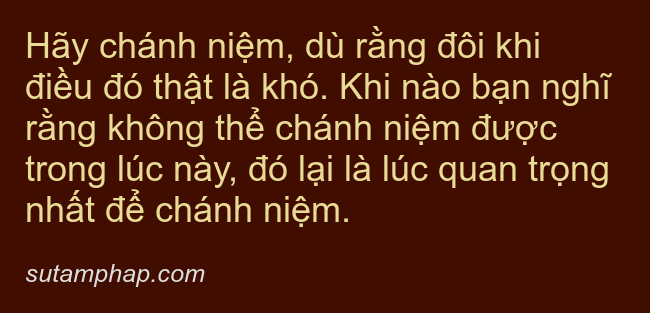 Hãy chánh niệm, dù rằng đôi khi
điều đó thật là khó. Khi nào bạn nghĩ
rằng không thể chánh niệm được
trong lúc này, đó lại là lúc quan trọng
nhất để chánh niệm.
sutamphap.com